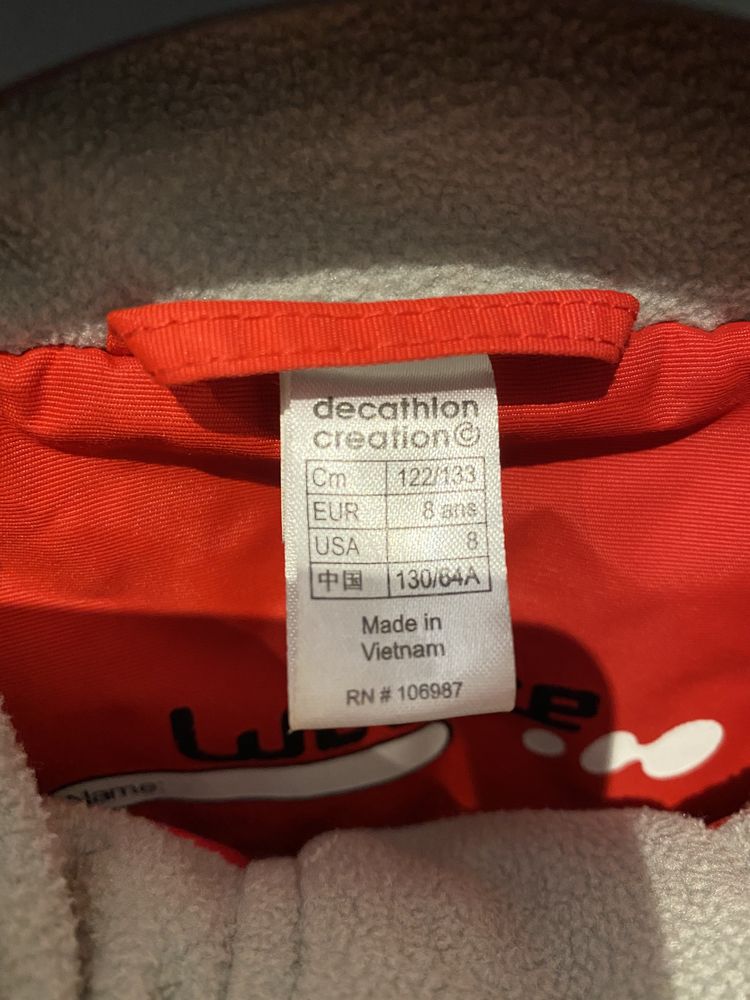 decathlon
creation©
Cm 122/133
EUR 8 ans
USA 8
中国 130/64A
Made in
Vietnam
RN # 106987
Name: